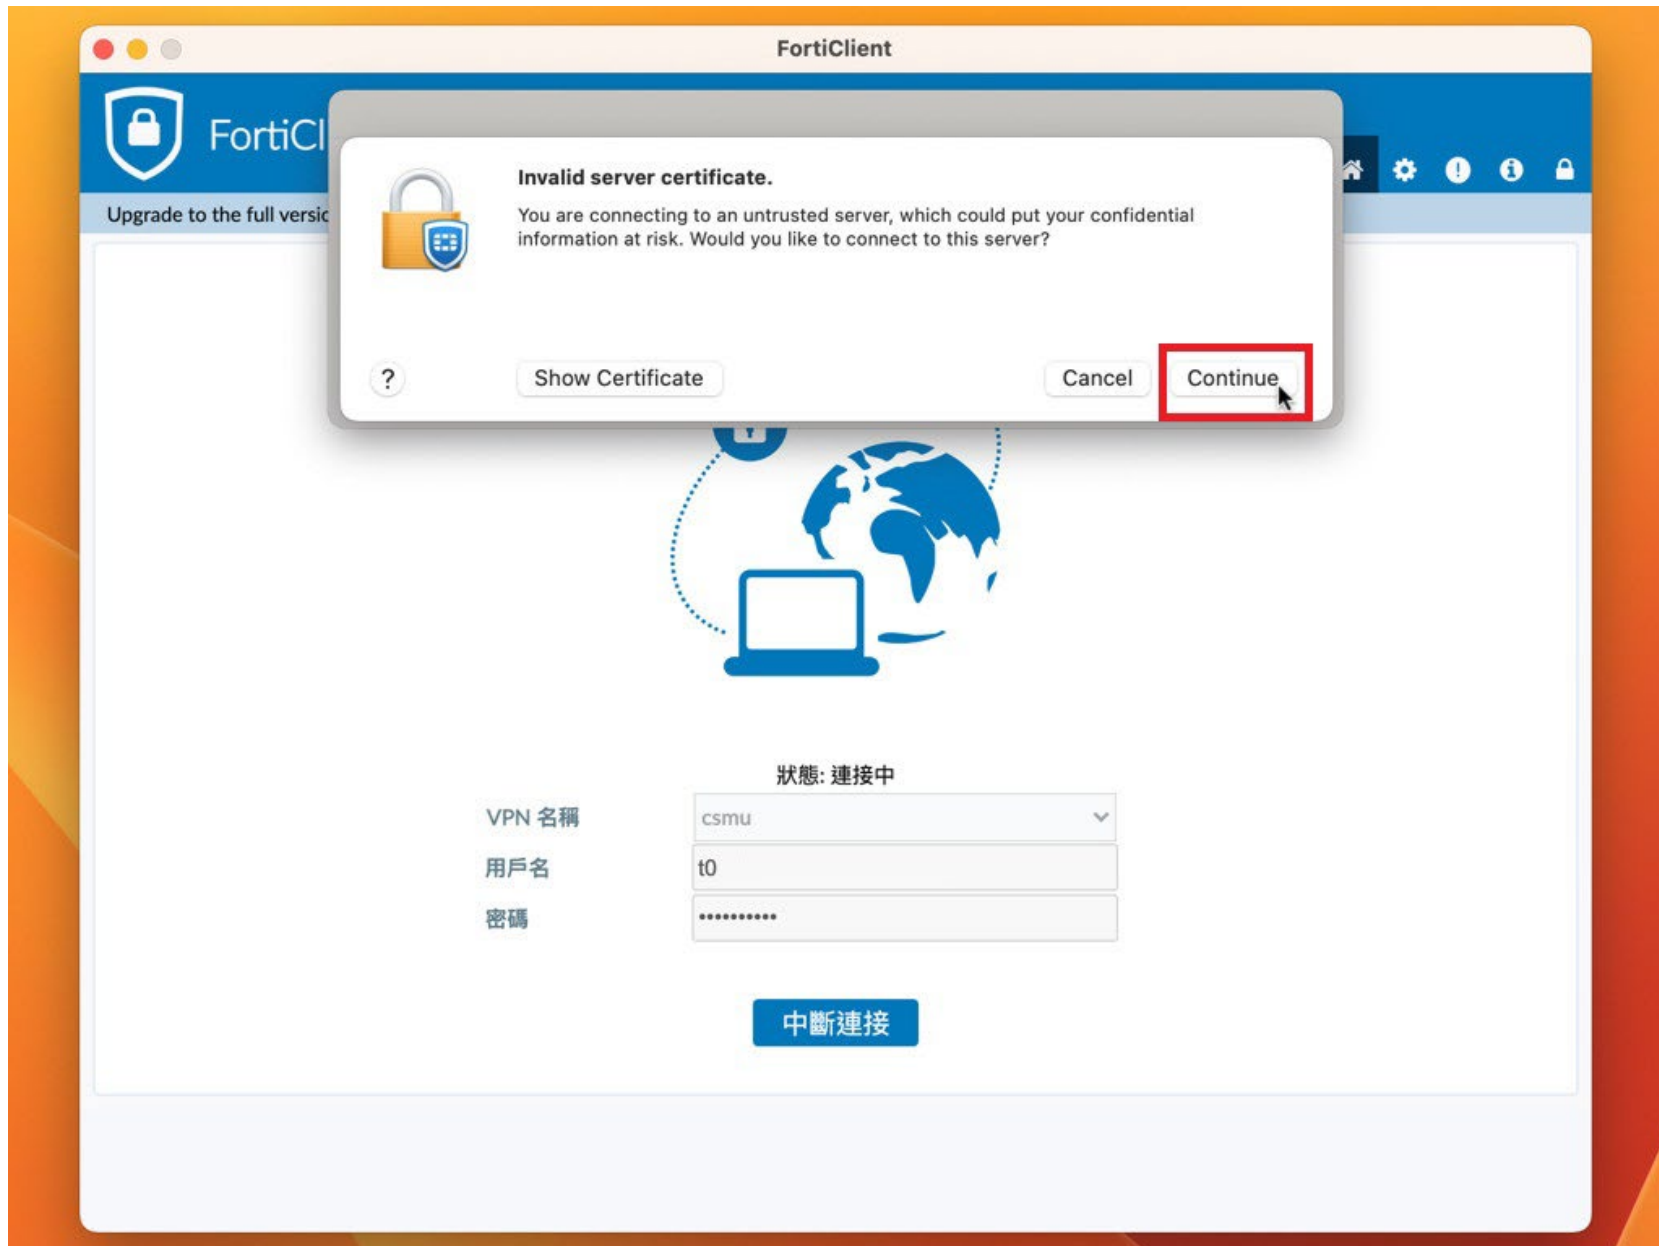 FortiClient
FortiCl
Invalid server certificate.
You are connecting to an untrusted server, which could put your confidential
information at risk. Would you like to connect to this server?
Upgrade to the full versic
?
Show Certificate
Cancel
Continue
狀態: 連接中
VPN 名稱
csmu
用戶名
t0
密碼
••••••••••
中斷連接